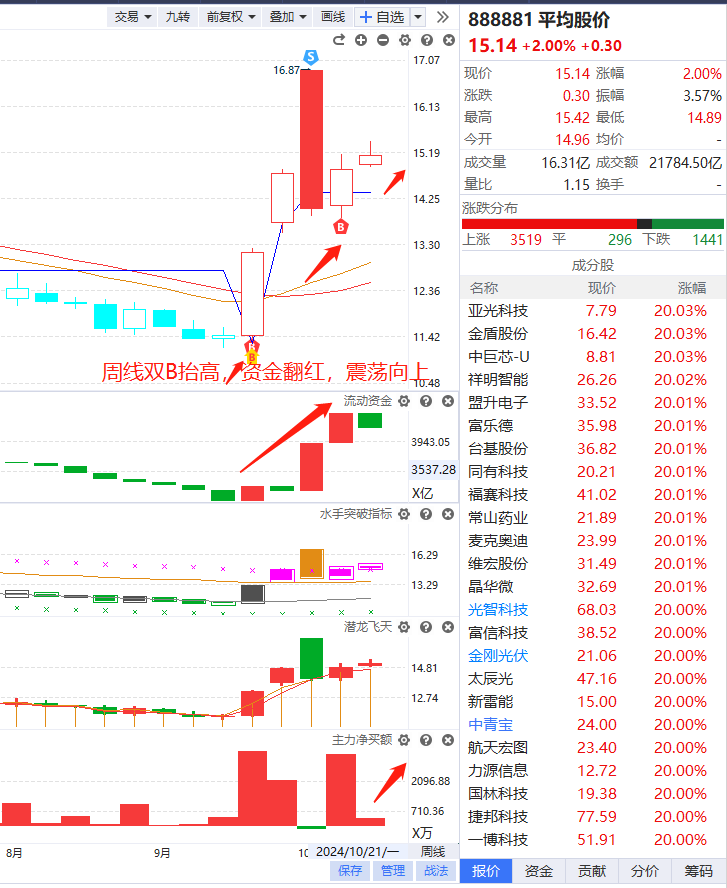 交易 九转 前复权 叠加 画线 + 自选
888881 平均股价
15.14 +2.00% +0.30
现价 15.14 涨幅 2.00%
涨跌 0.30 振幅 3.57%
最高 15.42 最低 14.89
今开 14.96 均价 -
成交量 16.31亿 成交额 21784.50亿
量比 1.15 换手 -
涨跌分布
上涨 3519 平 296 下跌 1441
成分股
名称 现价 涨幅
亚光科技 7.79 20.03%
金盾股份 16.42 20.03%
中巨芯-U 8.81 20.03%
祥明智能 26.26 20.02%
盟升电子 33.52 20.01%
富乐德 35.98 20.01%
台基股份 36.82 20.01%
同有科技 20.21 20.01%
福赛科技 41.02 20.01%
常山药业 21.89 20.01%
麦克奥迪 23.99 20.01%
维宏股份 31.49 20.01%
晶华微 32.69 20.01%
光智科技 68.03 20.00%
富信科技 38.52 20.00%
金刚光伏 21.06 20.00%
太辰光 47.16 20.00%
新雷能 15.00 20.00%
中青宝 24.00 20.00%
航天宏图 23.40 20.00%
力源信息 12.72 20.00%
国林科技 19.38 20.00%
捷邦科技 77.59 20.00%
一博科技 51.91 20.00%
报价 资金 贡献 分价 筹码
17.07
S
16.87
16.13
15.19
14.25
B
13.30
12.36
11.42
B
B
周线双B抬高，资金翻红，震荡向上
10.48
流动资金
3943.05
3537.28
X亿
水手突破指标
16.29
13.29
潜龙飞天
14.81
12.74
主力净买额
2096.88
710.36
X万
8月 9月 10 2024/10/21/一 周线
保存 管理 战法